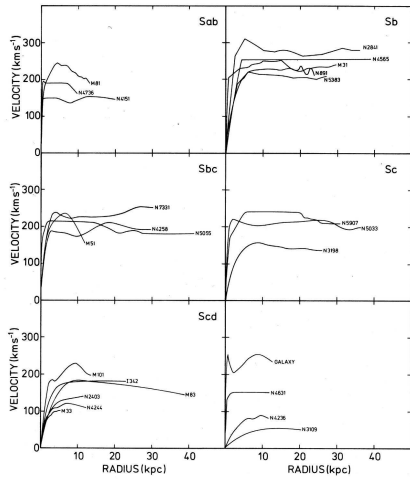 Sab
Sb
VELOCITY (km s⁻¹)
300
200
100
0
M81
N4736
N4151
N2841
N4565
M31
N891
N5383
Sbc
Sc
VELOCITY (km s⁻¹)
300
200
100
0
N7331
N4258
N5055
M51
N5907
N5033
N3198
Scd
VELOCITY (km s⁻¹)
300
200
100
0
M101
I342
M83
N2403
N4244
M33
GALAXY
N4631
N4236
N3109
0 10 20 30 40
0 10 20 30 40 50
RADIUS (kpc)
RADIUS (kpc)